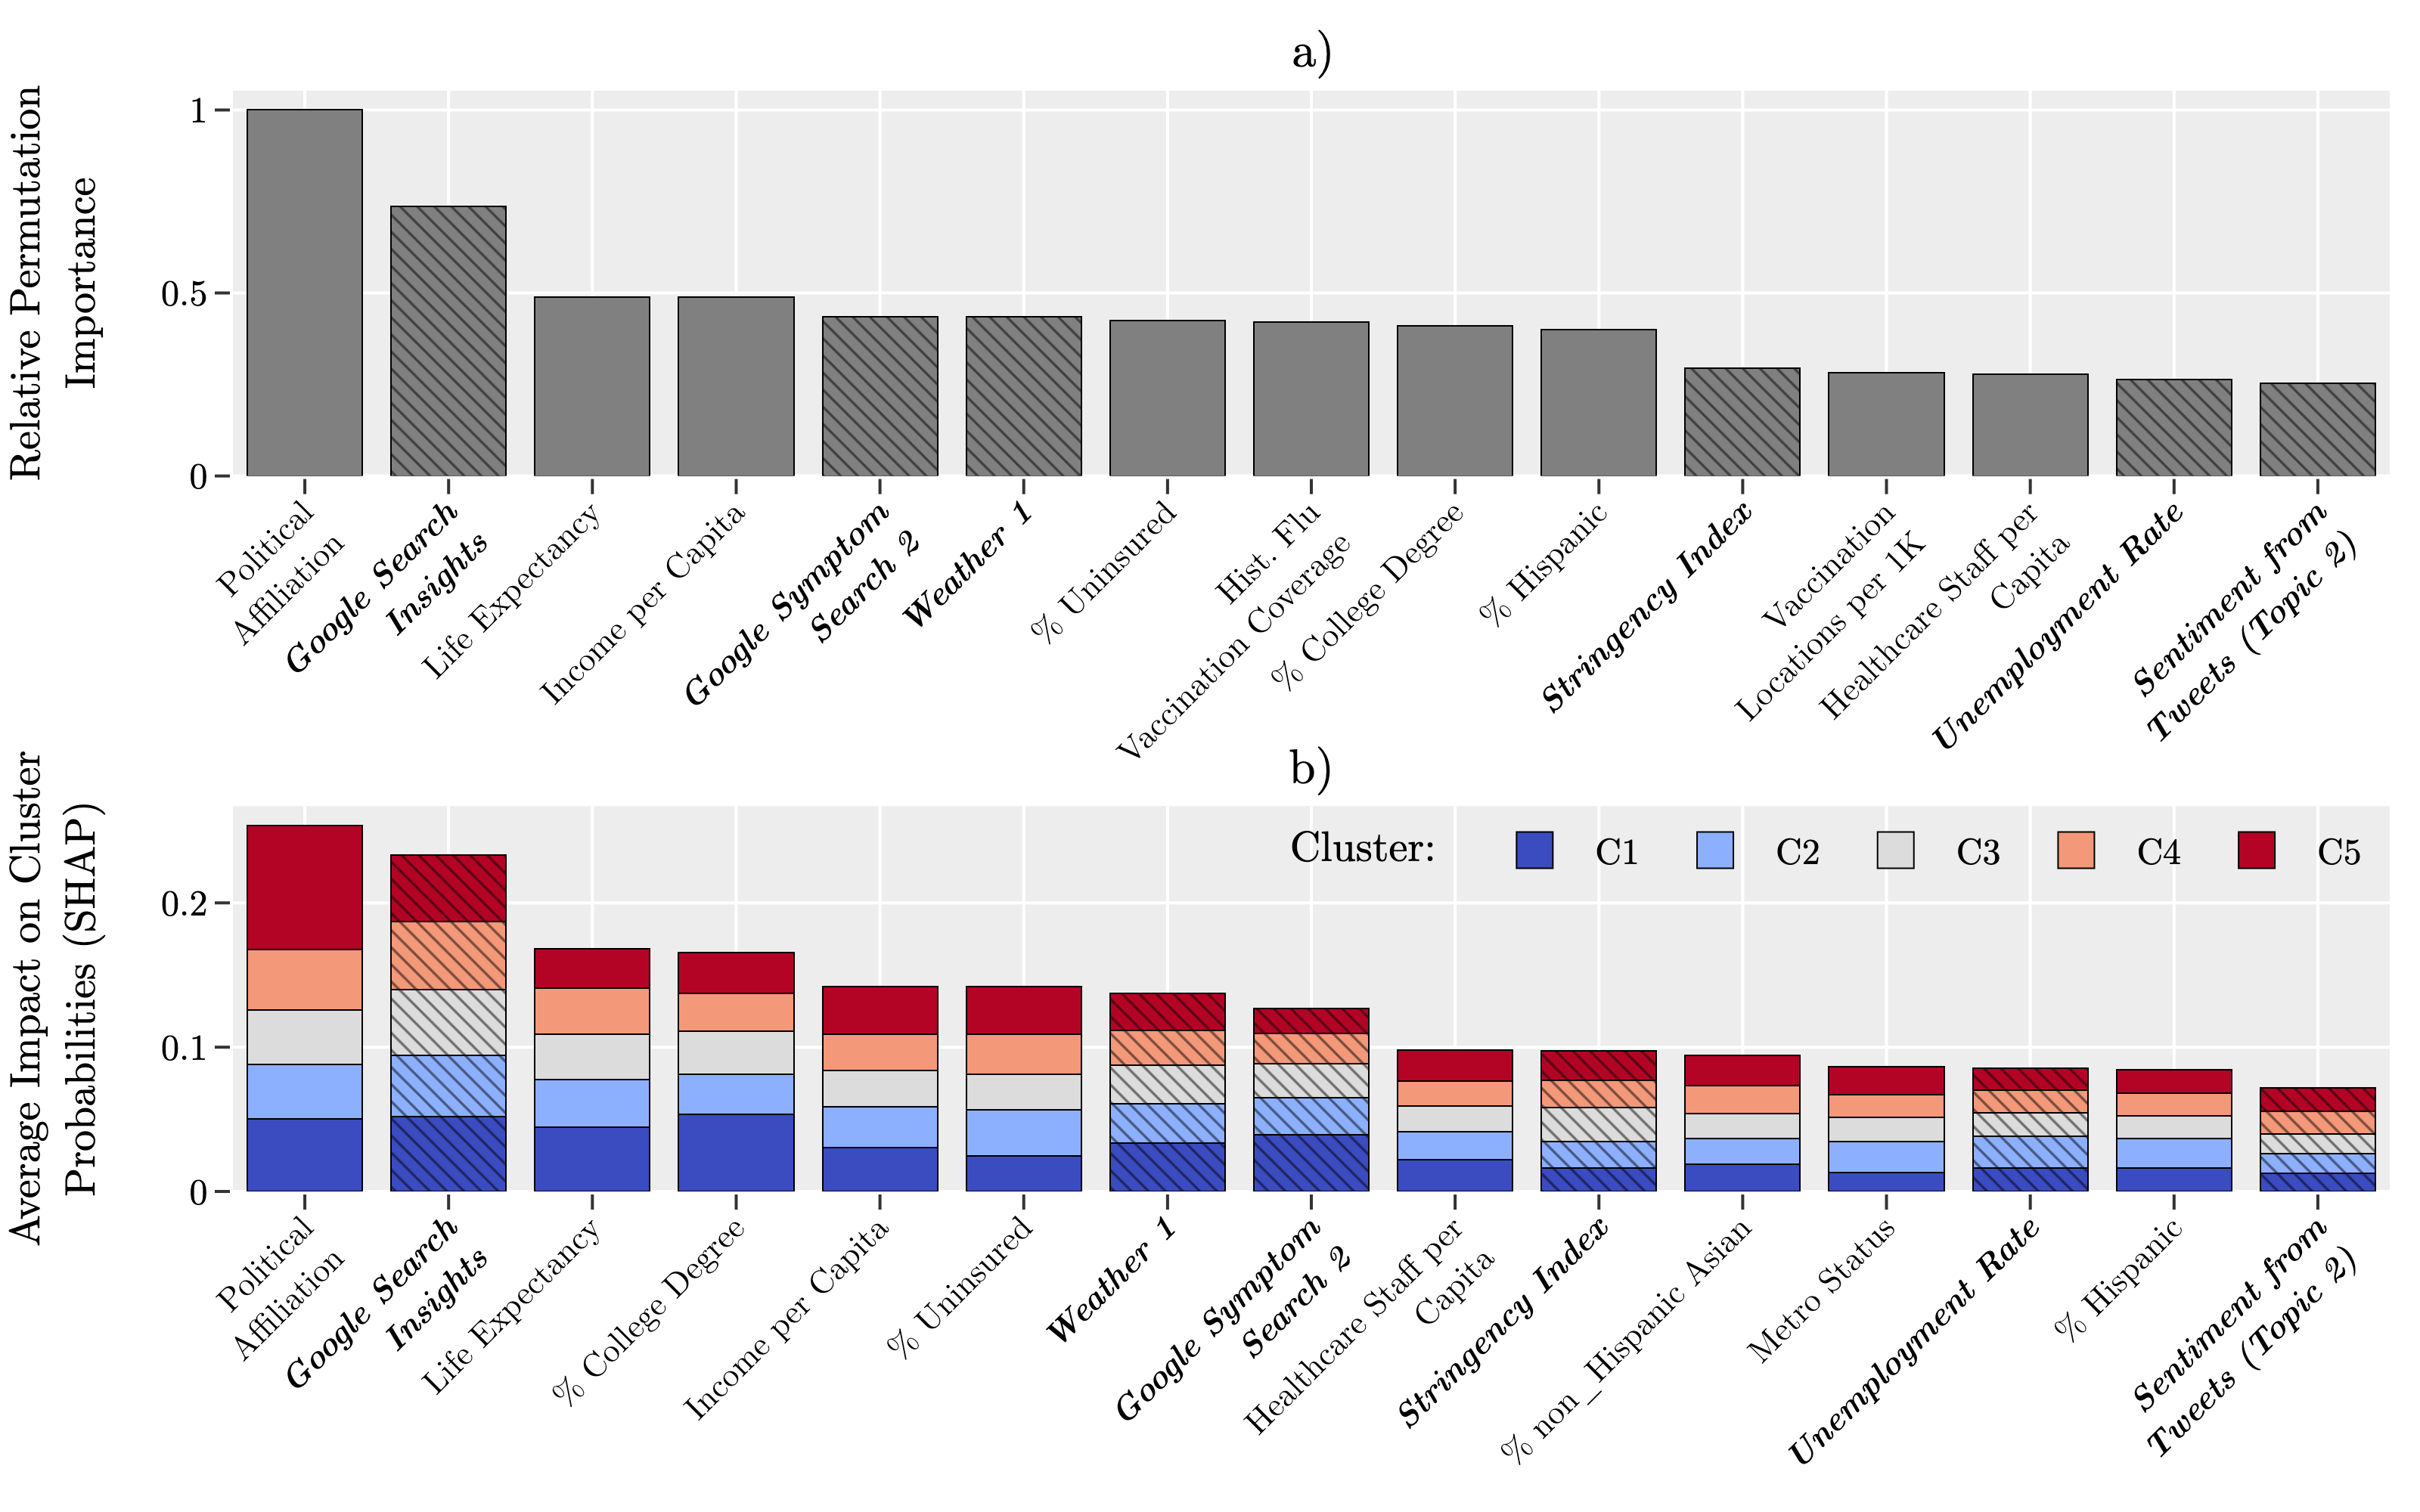 a)
Relative Permutation
Importance
1
0.5
0
Political
Affiliation
Google Search
Insights
Life Expectancy
Income per Capita
Google Symptom
Search 2
Weather 1
% Uninsured
Hist. Flu
Vaccination Coverage
% College Degree
% Hispanic
Stringency Index
Vaccination
Locations per 1K
Healthcare Staff per
Capita
Unemployment Rate
Sentiment from
Tweets (Topic 2)
b)
Average Impact on Cluster
Probabilities (SHAP)
Cluster: C1 C2 C3 C4 C5
0.2
0.1
0
Political
Affiliation
Google Search
Insights
Life Expectancy
% College Degree
Income per Capita
% Uninsured
Weather 1
Google Symptom
Search 2
Healthcare Staff per
Capita
Stringency Index
% non_Hispanic Asian
Metro Status
Unemployment Rate
% Hispanic
Sentiment from
Tweets (Topic 2)